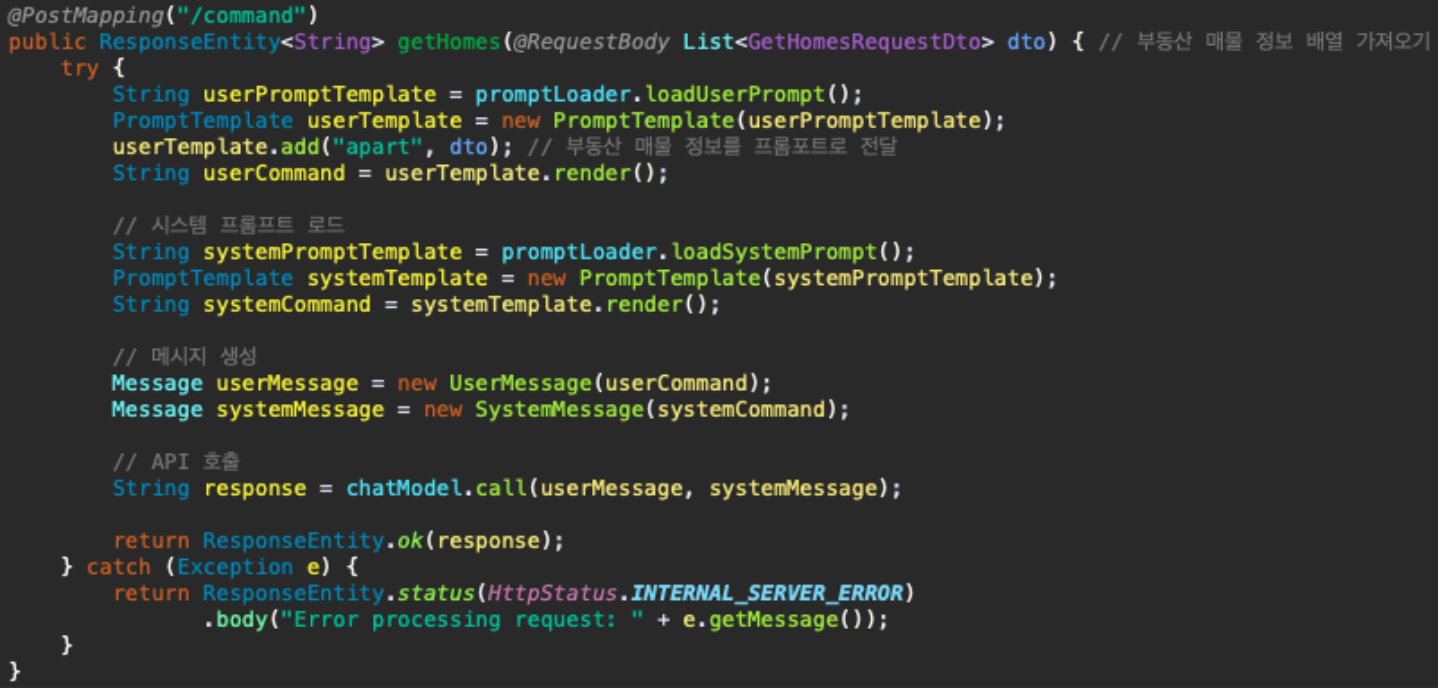 @PostMapping("/command")
public ResponseEntity<String> getHomes(@RequestBody List<GetHomesRequestDto> dto) { // 부동산 매물 정보 배열 가져오기
    try {
        String userPromptTemplate = promptLoader.loadUserPrompt();
        PromptTemplate userTemplate = new PromptTemplate(userPromptTemplate);
        userTemplate.add("apart", dto); // 부동산 매물 정보를 프롬포트로 전달
        String userCommand = userTemplate.render();

        // 시스템 프롬프트 로드
        String systemPromptTemplate = promptLoader.loadSystemPrompt();
        PromptTemplate systemTemplate = new PromptTemplate(systemPromptTemplate);
        String systemCommand = systemTemplate.render();

        // 메시지 생성
        Message userMessage = new UserMessage(userCommand);
        Message systemMessage = new SystemMessage(systemCommand);

        // API 호출
        String response = chatModel.call(userMessage, systemMessage);

        return ResponseEntity.ok(response);
    } catch (Exception e) {
        return ResponseEntity.status(HttpStatus.INTERNAL_SERVER_ERROR)
                .body("Error processing request: " + e.getMessage());
    }
}